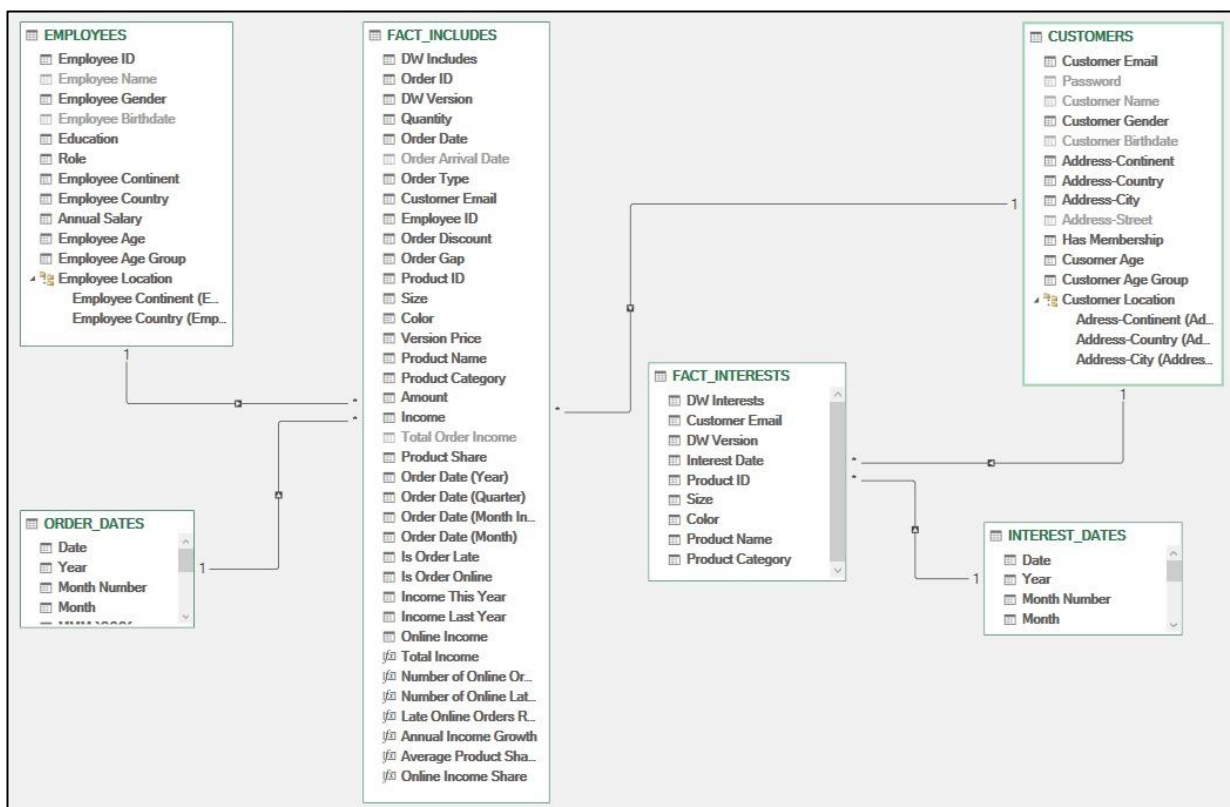 EMPLOYEES
Employee ID
Employee Name
Employee Gender
Employee Birthdate
Education
Role
Employee Continent
Employee Country
Annual Salary
Employee Age
Employee Age Group
Employee Location
Employee Continent (E...
Employee Country (Emp...
1
ORDER_DATES
Date
Year
Month Number
Month
1
FACT_INCLUDES
DW Includes
Order ID
DW Version
Quantity
Order Date
Order Arrival Date
Order Type
Customer Email
Employee ID
Order Discount
Order Gap
Product ID
Size
Color
Version Price
Product Name
Product Category
Amount
Income
Total Order Income
Product Share
Order Date (Year)
Order Date (Quarter)
Order Date (Month In...
Order Date (Month)
Is Order Late
Is Order Online
Income This Year
Income Last Year
Online Income
Total Income
Number of Online Or...
Number of Online Lat...
Late Online Orders R...
Annual Income Growth
Average Product Sha...
Online Income Share
*
*
*
FACT_INTERESTS
DW Interests
Customer Email
DW Version
Interest Date
Product ID
Size
Color
Product Name
Product Category
*
*
CUSTOMERS
Customer Email
Password
Customer Name
Customer Gender
Customer Birthdate
Address-Continent
Address-Country
Address-City
Address-Street
Has Membership
Cusomer Age
Customer Age Group
Customer Location
Adress-Continent (Ad...
Address-Country (Ad...
Address-City (Addres...
1
1
INTEREST_DATES
Date
Year
Month Number
Month
1